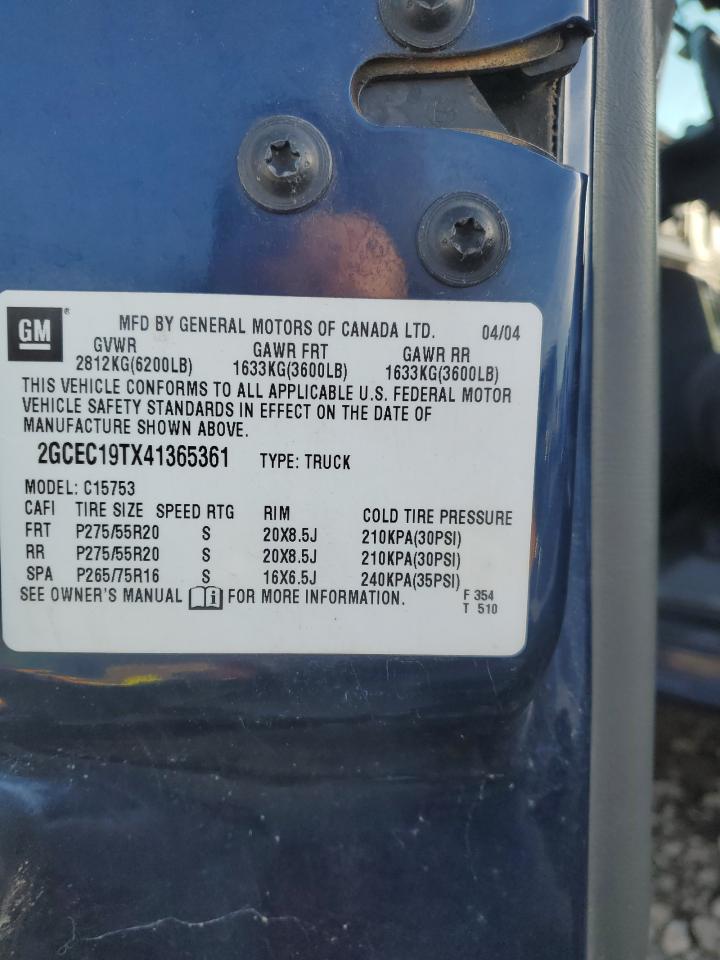 GM ® MFD BY GENERAL MOTORS OF CANADA LTD. 04/04
GVWR GAWR FRT GAWR RR
2812KG(6200LB) 1633KG(3600LB) 1633KG(3600LB)
THIS VEHICLE CONFORMS TO ALL APPLICABLE U.S. FEDERAL MOTOR
VEHICLE SAFETY STANDARDS IN EFFECT ON THE DATE OF
MANUFACTURE SHOWN ABOVE.
2GCEC19TX41365361 TYPE: TRUCK
MODEL: C15753
CAFI TIRE SIZE SPEED RTG RIM COLD TIRE PRESSURE
FRT P275/55R20 S 20X8.5J 210KPA(30PSI)
RR P275/55R20 S 20X8.5J 210KPA(30PSI)
SPA P265/75R16 S 16X6.5J 240KPA(35PSI)
SEE OWNER'S MANUAL i FOR MORE INFORMATION. F 354
T 510